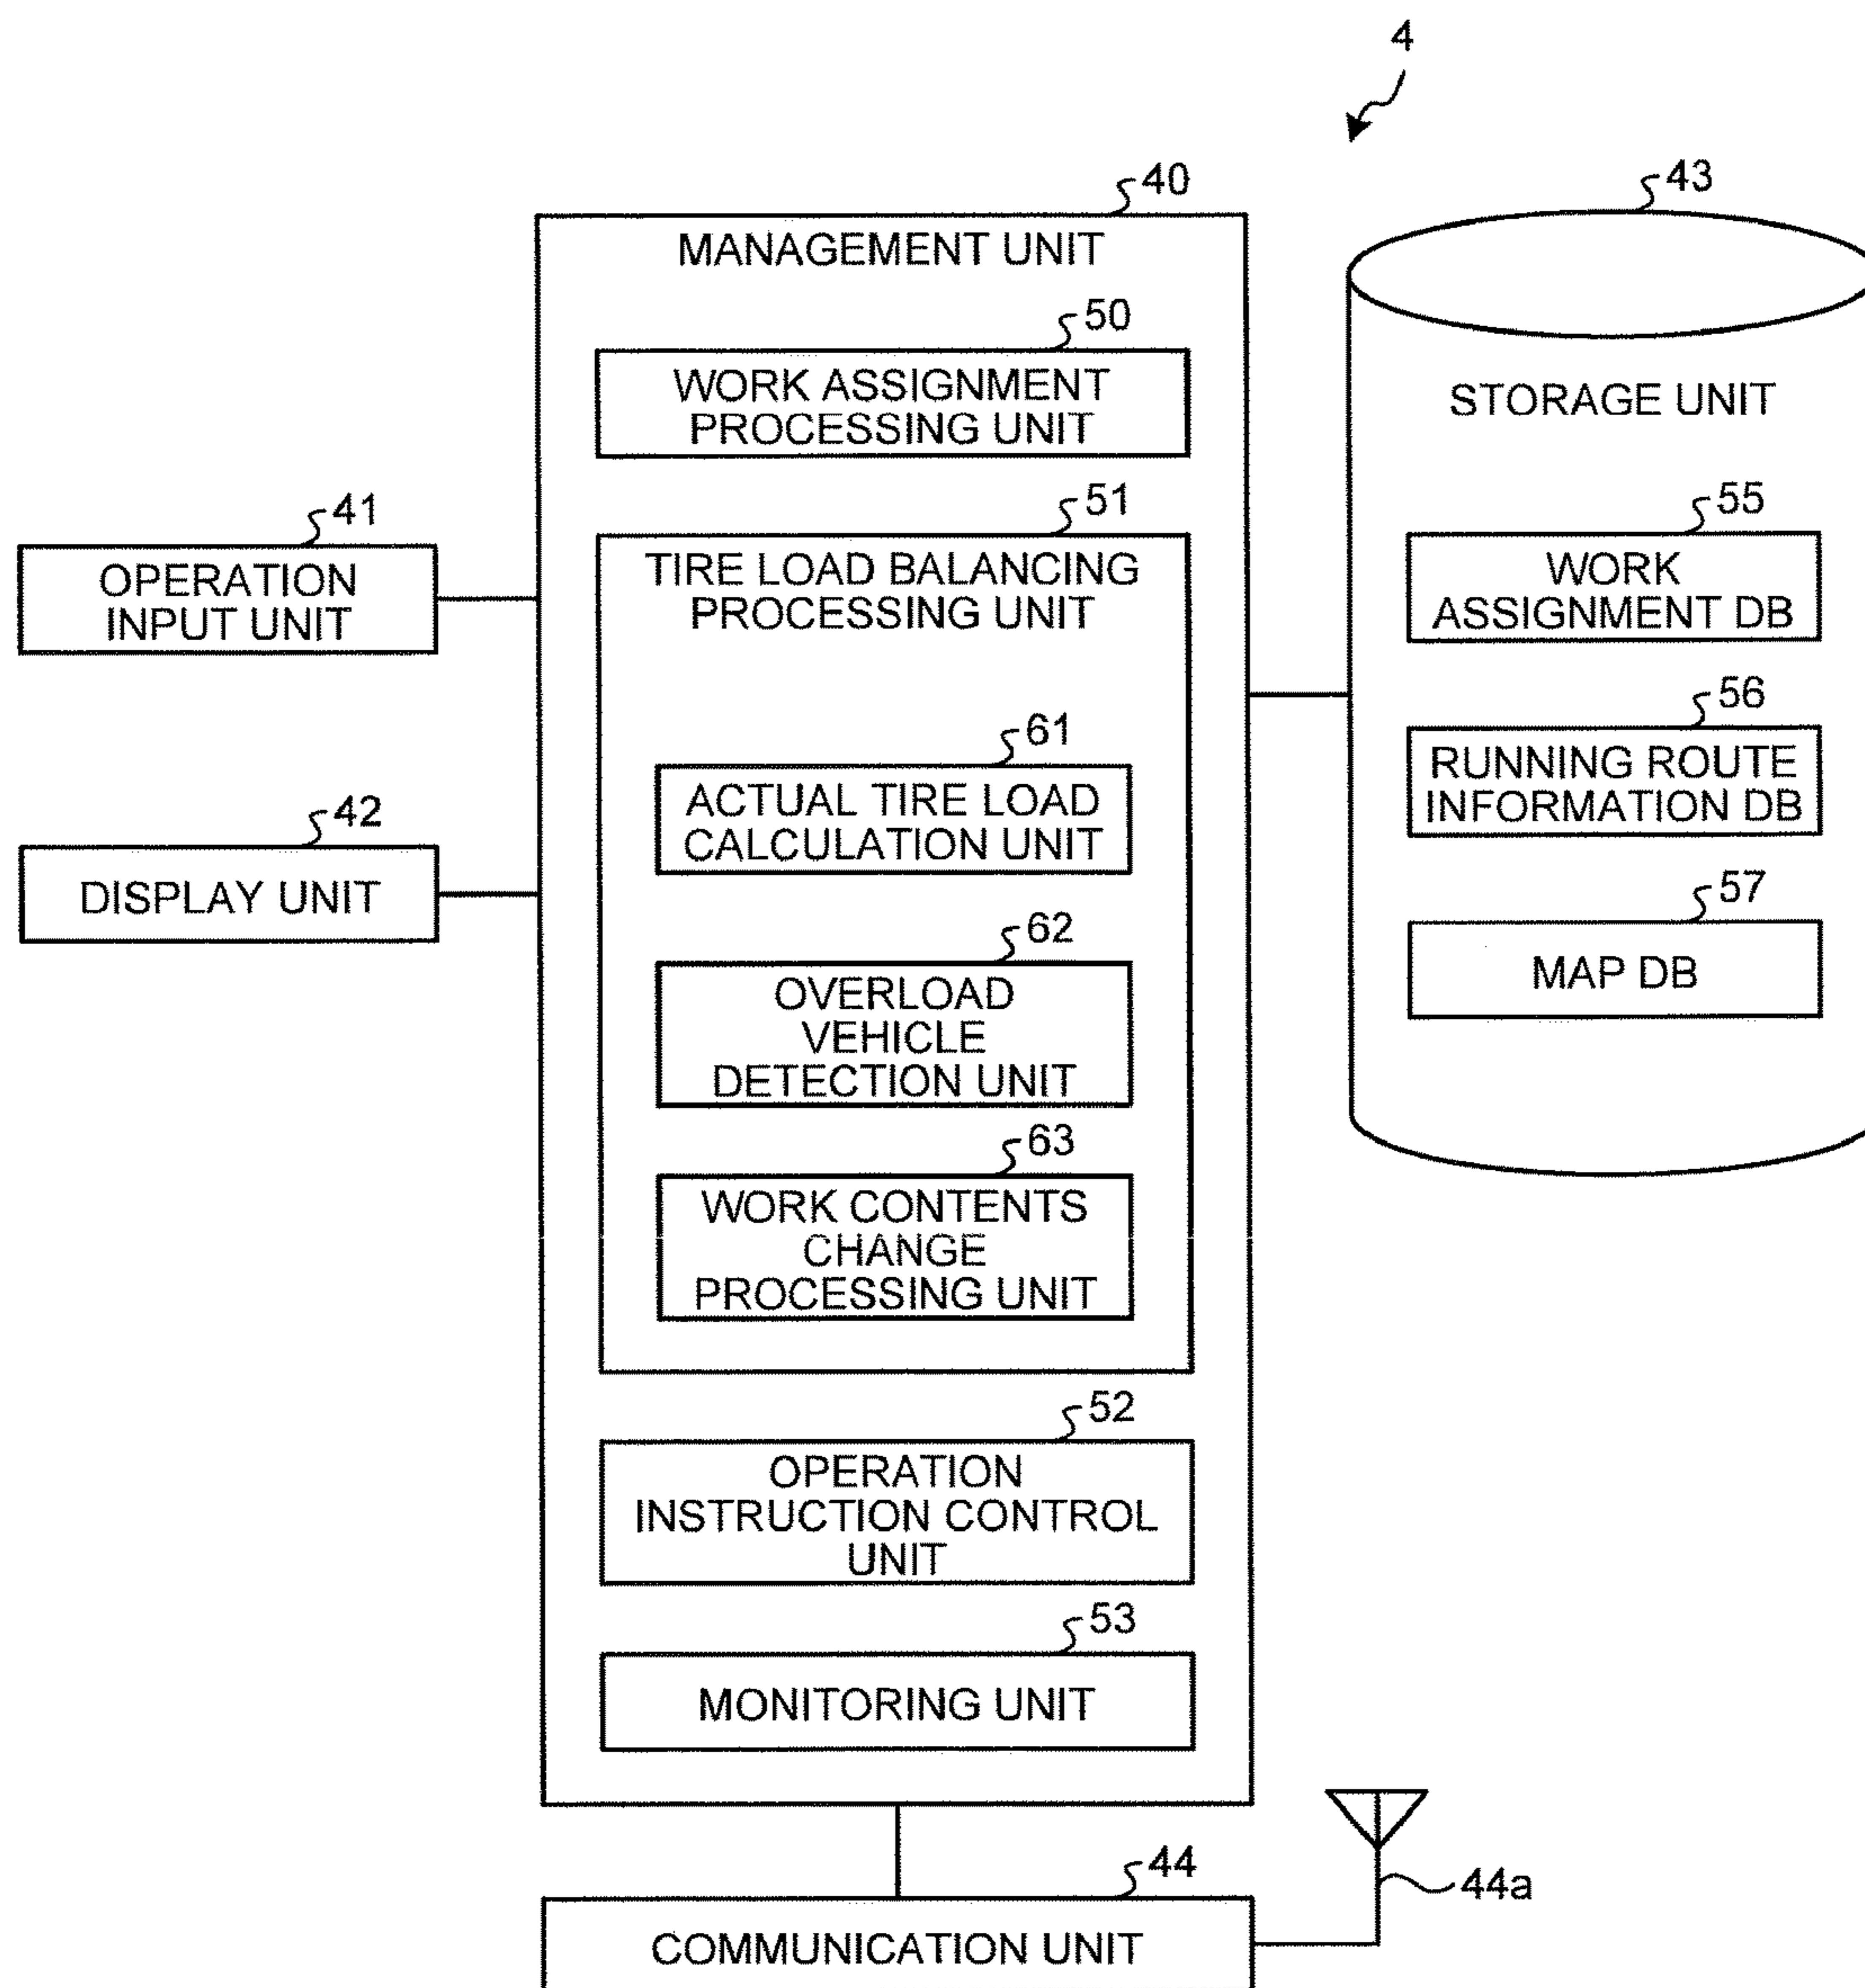 4
40
MANAGEMENT UNIT
50
WORK ASSIGNMENT
PROCESSING UNIT
51
TIRE LOAD BALANCING
PROCESSING UNIT
61
ACTUAL TIRE LOAD
CALCULATION UNIT
62
OVERLOAD
VEHICLE
DETECTION UNIT
63
WORK CONTENTS
CHANGE
PROCESSING UNIT
52
OPERATION
INSTRUCTION CONTROL
UNIT
53
MONITORING UNIT
41
OPERATION
INPUT UNIT
42
DISPLAY UNIT
43
STORAGE UNIT
55
WORK
ASSIGNMENT DB
56
RUNNING ROUTE
INFORMATION DB
57
MAP DB
44
COMMUNICATION UNIT
44a